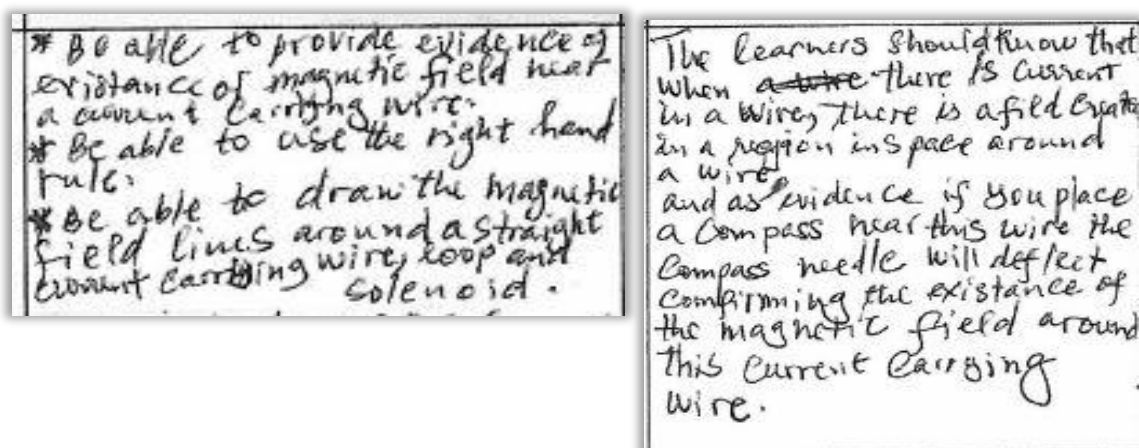 * Be able to provide evidence of
existance of magnetic field near
a current carrying wire.
* Be able to use the right hand
rule.
* Be able to draw the magnetic
field lines around a straight
current carrying wire, loop and
solenoid.
The learners should know that
when a wire there is current
in a wire, there is a fild creato
in a region in space around
a wire
and as evidence if you place
a compass near this wire the
compass needle will deflect
compirming the existance of
the magnetic field around
this current carrying
wire.